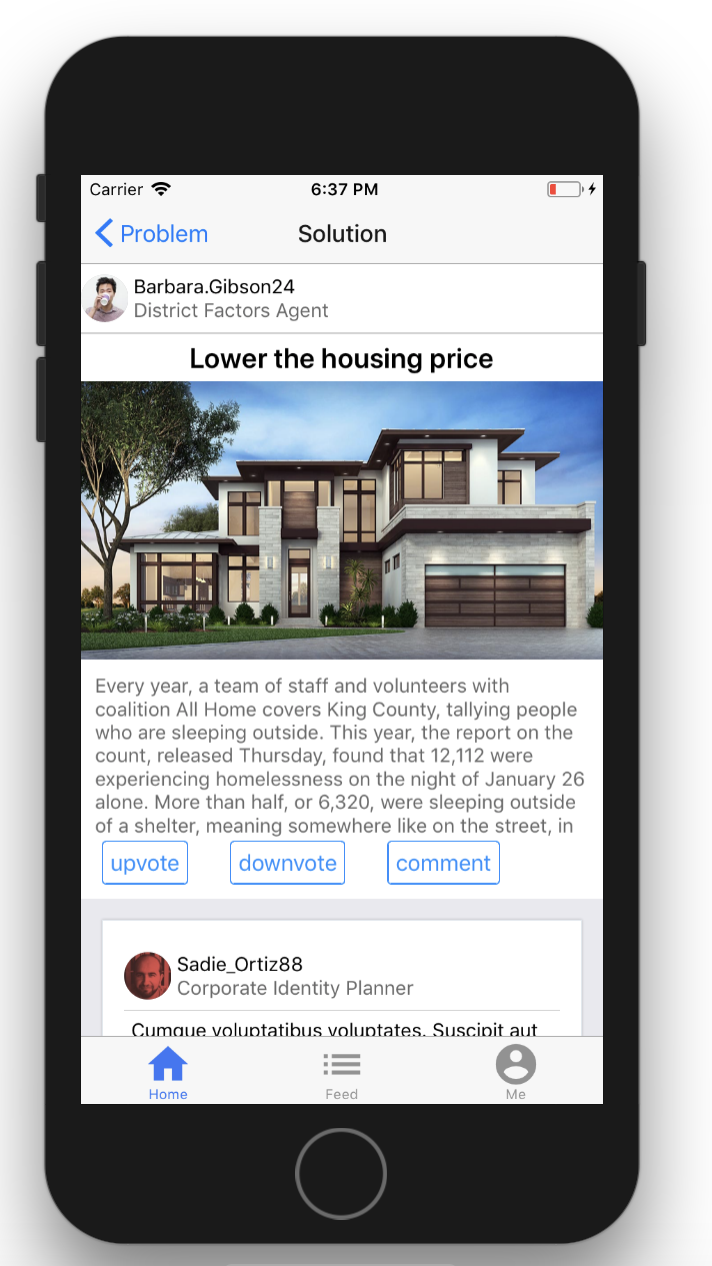 Carrier 6:37 PM
Problem Solution
Barbara.Gibson24
District Factors Agent
Lower the housing price
Every year, a team of staff and volunteers with
coalition All Home covers King County, tallying people
who are sleeping outside. This year, the report on the
count, released Thursday, found that 12,112 were
experiencing homelessness on the night of January 26
alone. More than half, or 6,320, were sleeping outside
of a shelter, meaning somewhere like on the street, in
upvote downvote comment
Sadie_Ortiz88
Corporate Identity Planner
Cumque voluptatibus voluptates. Suscipit aut
Home Feed Me